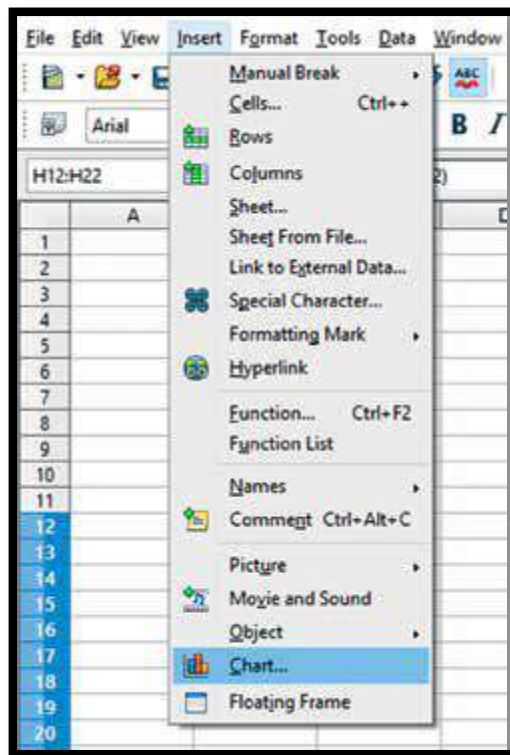 File Edit View Insert Format Tools Data Window
Manual Break
Cells... Ctrl++
ABC
Arial
B I
Rows
H12:H22
2)
Columns
A
Sheet...
1
Sheet From File...
2
Link to External Data...
3
Special Character...
4
Formatting Mark
5
6
Hyperlink
7
8
Function... Ctrl+F2
9
Function List
10
11
Names
12
Comment Ctrl+Alt+C
13
14
Picture
15
Movie and Sound
16
Object
17
Chart...
18
19
Floating Frame
20